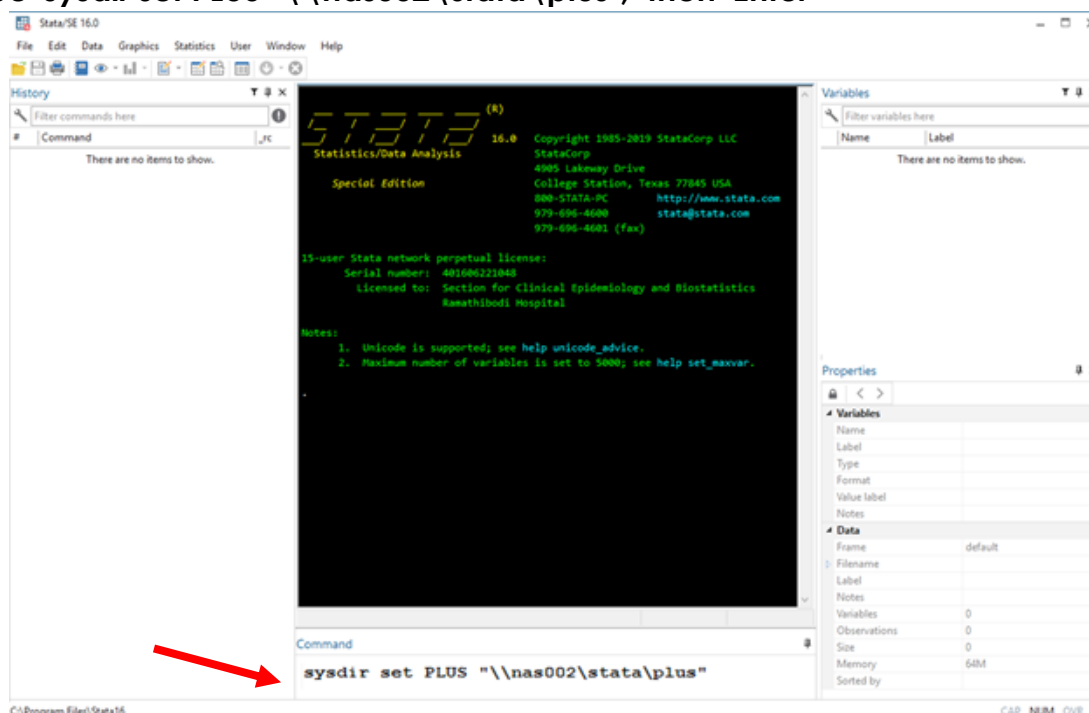 Stata/SE 16.0
File Edit Data Graphics Statistics User Window Help
History
Filter commands here
# Command _rc
There are no items to show.
(R)
STATA 16.0 Copyright 1985-2019 StataCorp LLC
Statistics/Data Analysis StataCorp
4905 Lakeway Drive
Special Edition College Station, Texas 77845 USA
800-STATA-PC http://www.stata.com
979-696-4600 stata@stata.com
979-696-4601 (fax)
15-user Stata network perpetual license:
Serial number: 401606221048
Licensed to: Section for Clinical Epidemiology and Biostatistics
Ramathibodi Hospital
Notes:
1. Unicode is supported; see help unicode_advice.
2. Maximum number of variables is set to 5000; see help set_maxvar.
.
Command
sysdir set PLUS "\\nas002\stata\plus"
Variables
Filter variables here
Name Label
There are no items to show.
Properties
Variables
Name
Label
Type
Format
Value label
Notes
Data
Frame default
Filename
Label
Notes
Variables 0
Observations 0
Size 0
Memory 64M
Sorted by
C:\Program Files\Stata16
CAP NUM OVR